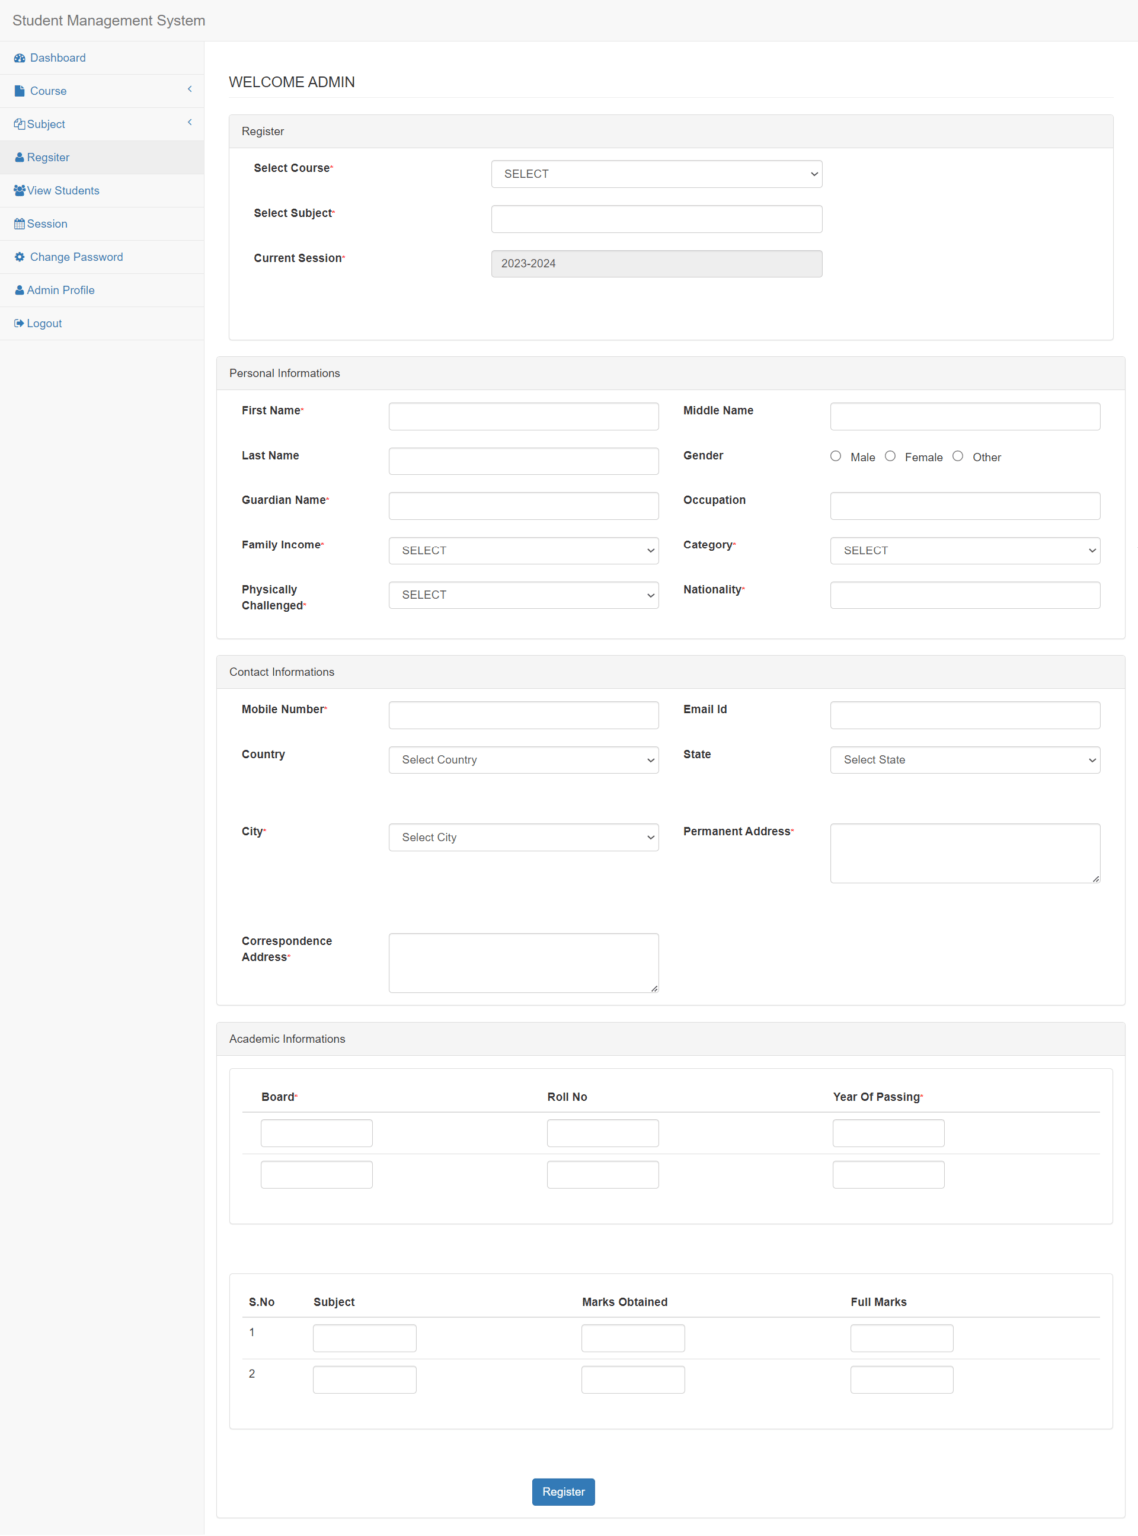 Student Management System
Dashboard
Course
Subject
Regsiter
View Students
Session
Change Password
Admin Profile
Logout
WELCOME ADMIN
Register
Select Course*
SELECT
Select Subject*
Current Session*
2023-2024
Personal Informations
First Name*
Middle Name
Last Name
Gender
Male Female Other
Guardian Name*
Occupation
Family Income*
SELECT
Category*
SELECT
Physically
Challenged*
SELECT
Nationality*
Contact Informations
Mobile Number*
Email Id
Country
Select Country
State
Select State
City*
Select City
Permanent Address*
Correspondence
Address*
Academic Informations
Board* Roll No Year Of Passing*
S.No Subject Marks Obtained Full Marks
1
2
Register